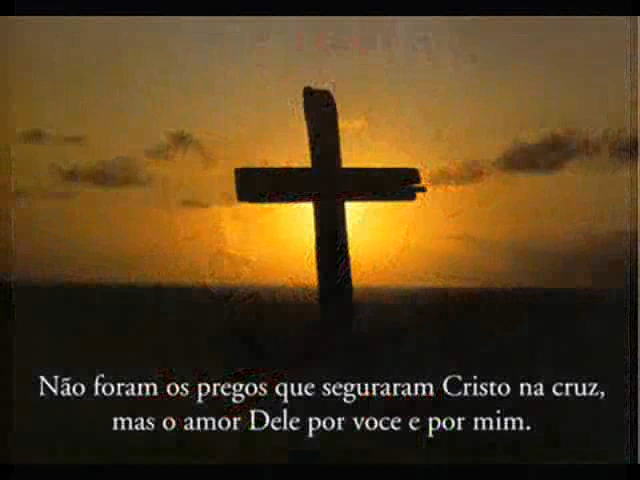 Não foram os pregos que seguraram Cristo na cruz,
mas o amor Dele por voce e por mim.